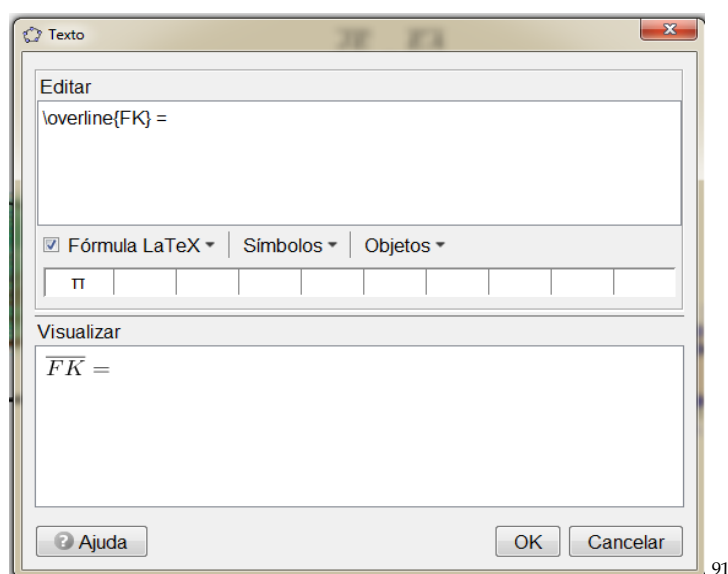 Texto
Editar
\overline{FK} =
Fórmula LaTeX Símbolos Objetos
π
Visualizar
FK =
Ajuda OK Cancelar
91